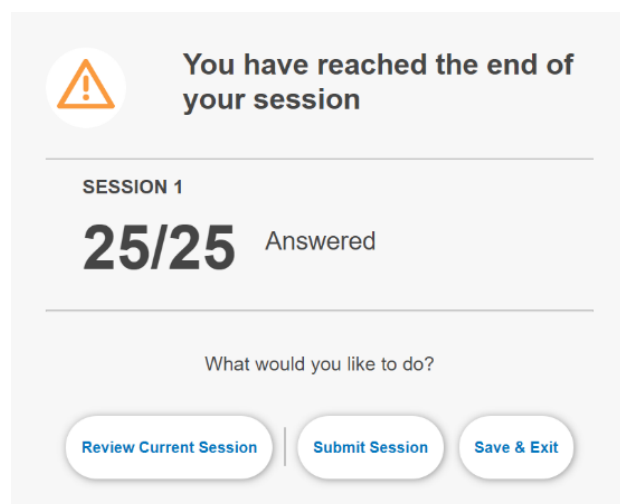 You have reached the end of
your session
SESSION 1
25/25 Answered
What would you like to do?
Review Current Session Submit Session Save & Exit